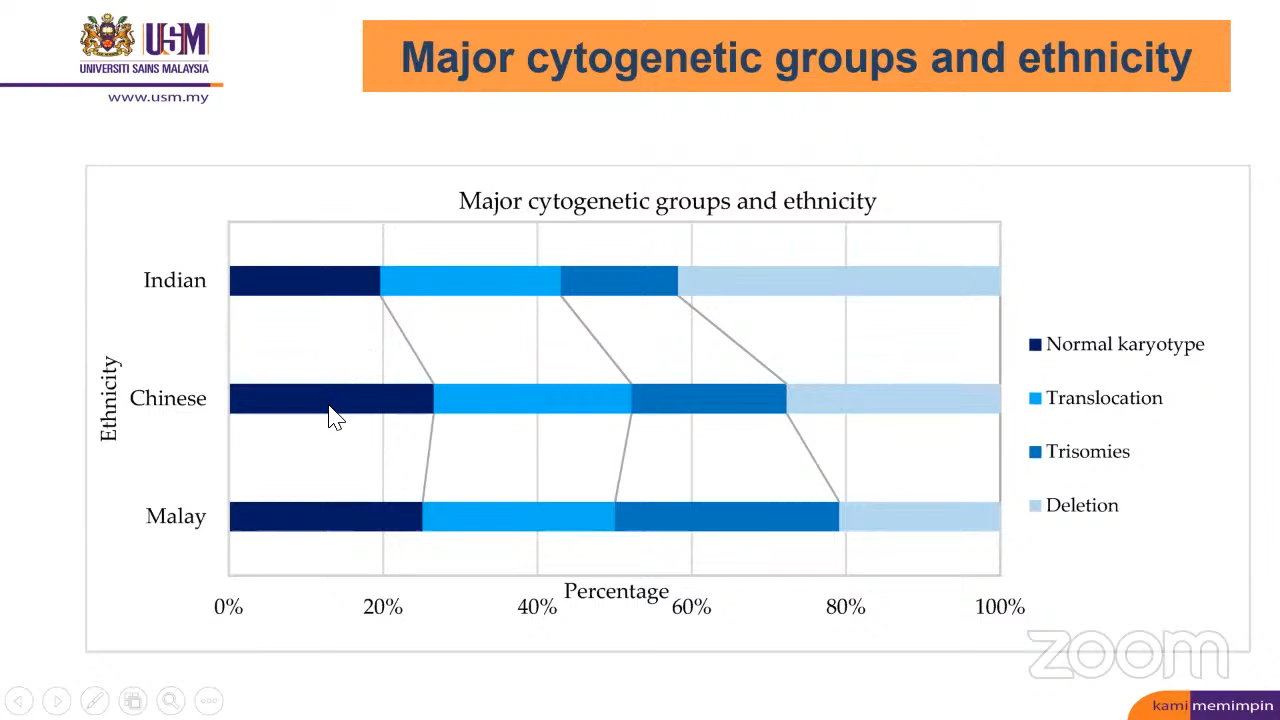 USM
UNIVERSITI SAINS MALAYSIA
www.usm.my
Major cytogenetic groups and ethnicity
Major cytogenetic groups and ethnicity
Ethnicity
Indian
Chinese
Malay
Normal karyotype
Translocation
Trisomies
Deletion
Percentage
0% 20% 40% 60% 80% 100%
zoom
kami memimpin